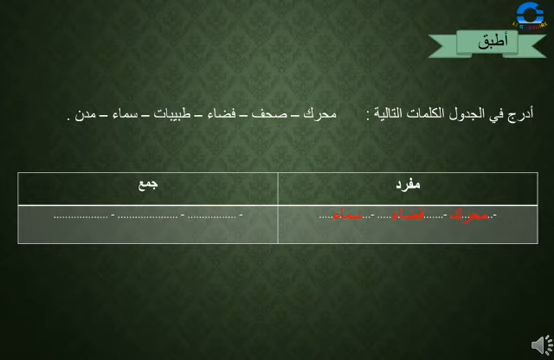 أطبق
أدرج في الجدول الكلمات التالية : محرك – صحف – فضاء – طبيبات – سماء – مدن .
مفرد جمع
-محرك -فضاء -سماء - - -